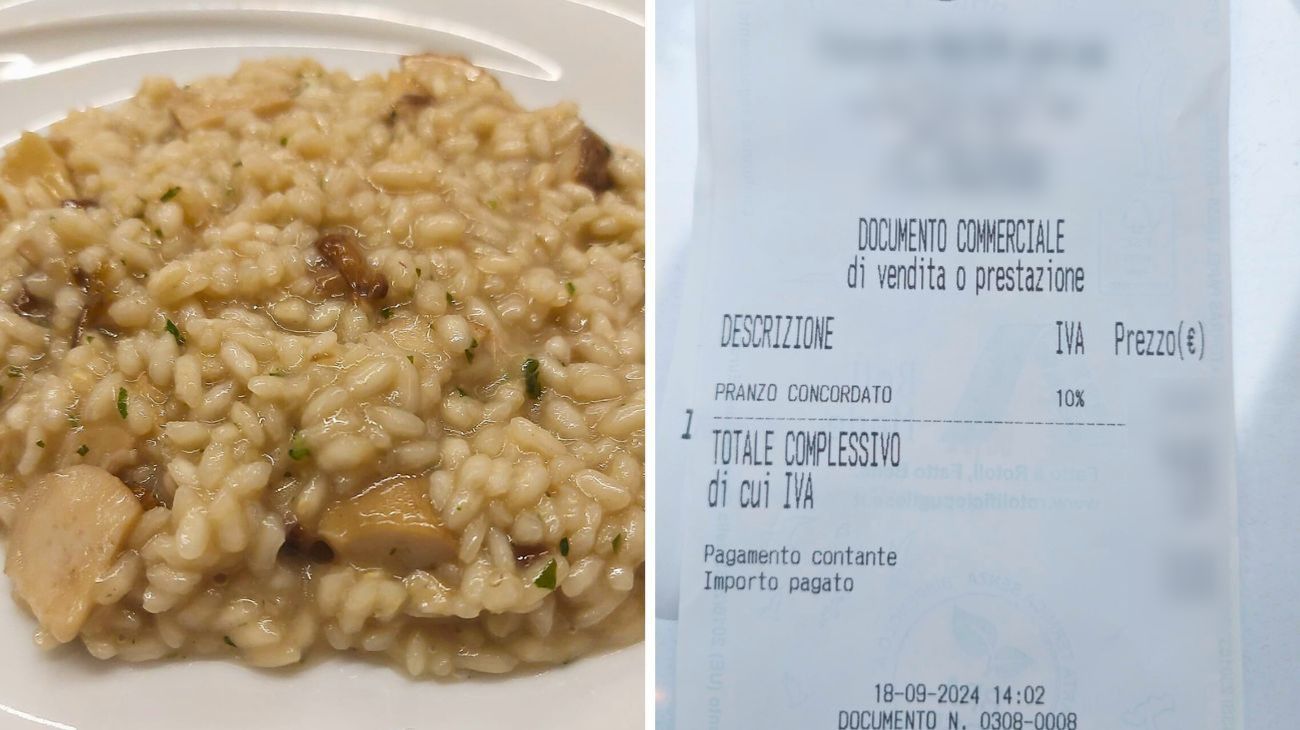 DOCUMENTO COMMERCIALE
di vendita o prestazione
DESCRIZIONE IVA Prezzo(€)
PRANZO CONCORDATO 10%
1
TOTALE COMPLESSIVO
di cui IVA
Pagamento contante
Importo pagato
18-09-2024 14:02
DOCUMENTO N. 0308-0008